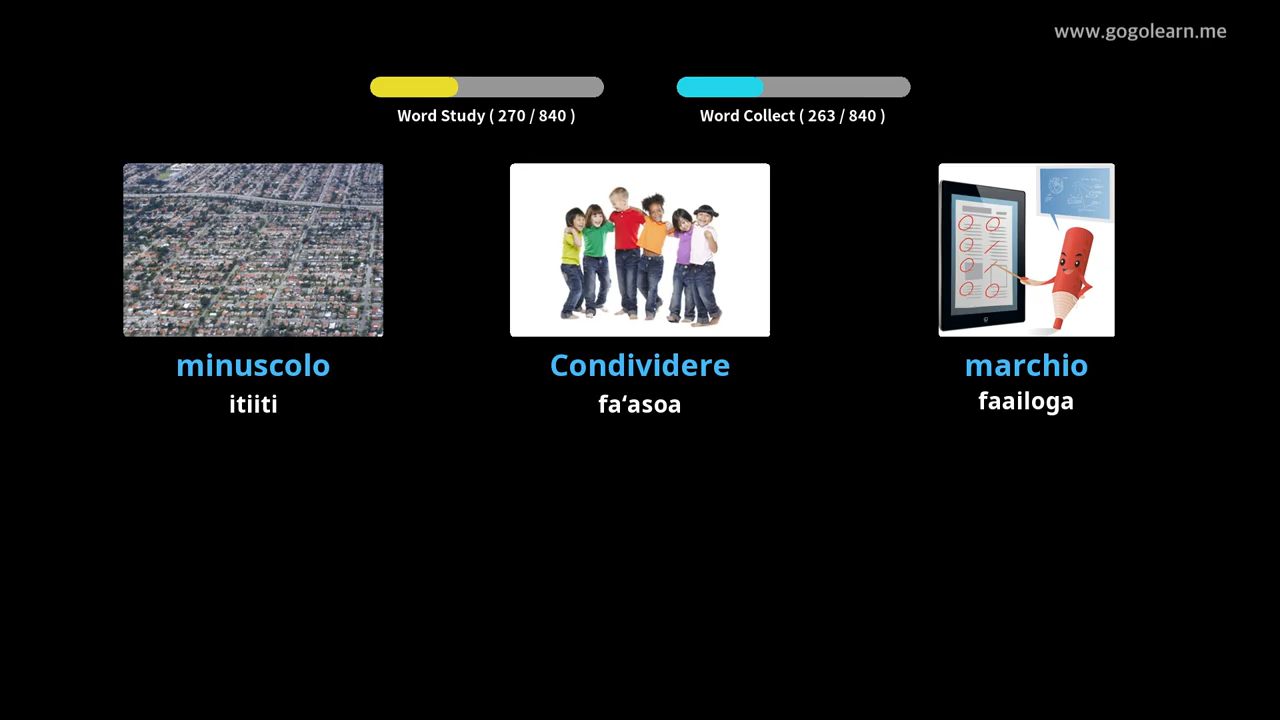 www.gogolearn.me
Word Study ( 270 / 840 )
Word Collect ( 263 / 840 )
minuscolo
itiiti
Condividere
fa‘asoa
marchio
faailoga